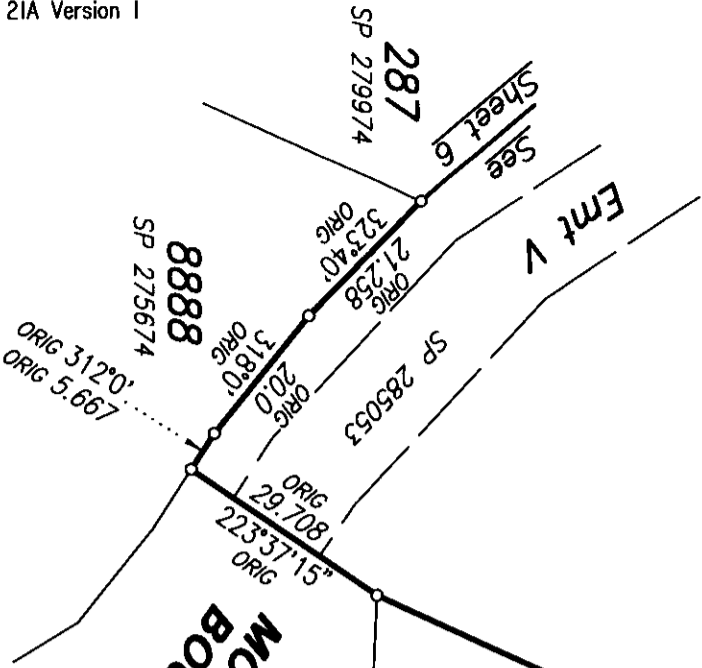 21A Version 1
287
SP 279974
Sheet 6
See
Emt V
323°40'
ORIG
21.258
ORIG
8888
SP 275674
318°0'
ORIG
20.0
ORIG
SP 285053
ORIG 312°0'
ORIG 5.667
ORIG
29.708
223°37'15"
ORIG